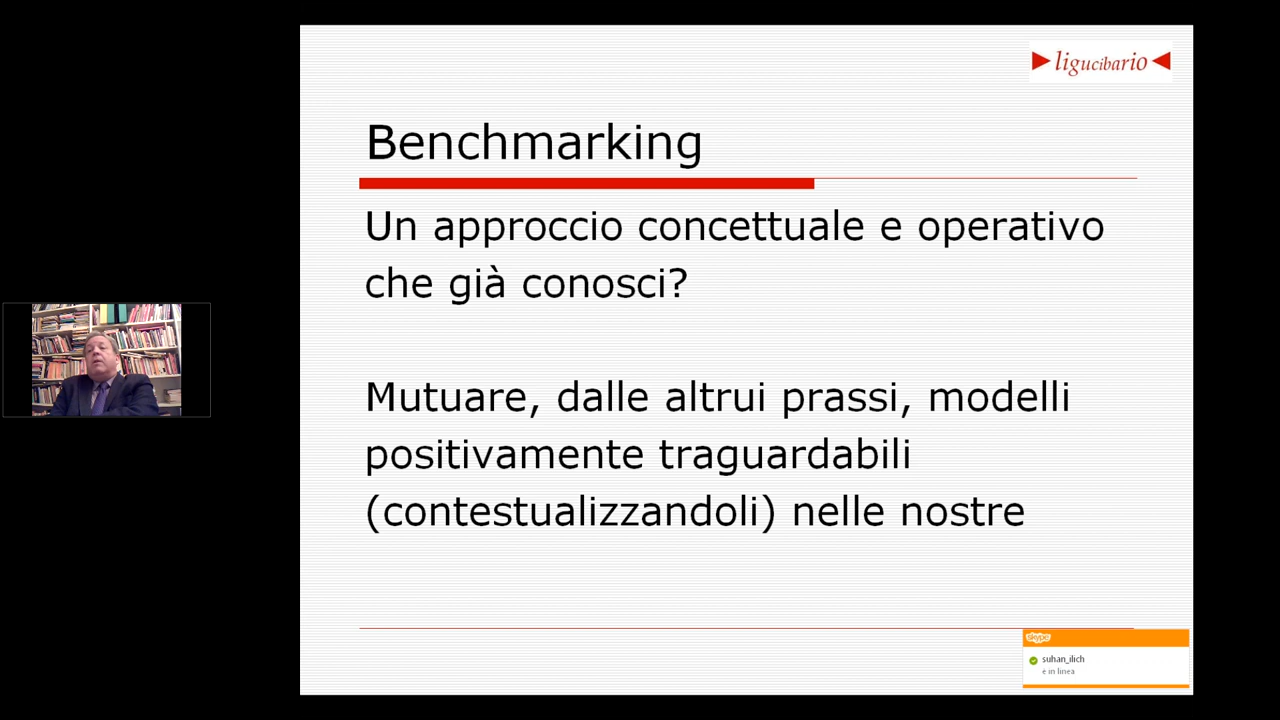 ligucibario
Benchmarking
Un approccio concettuale e operativo
che già conosci?
Mutuare, dalle altrui prassi, modelli
positivamente traguardabili
(contestualizzandoli) nelle nostre
skype
suhan_ilich
è in linea